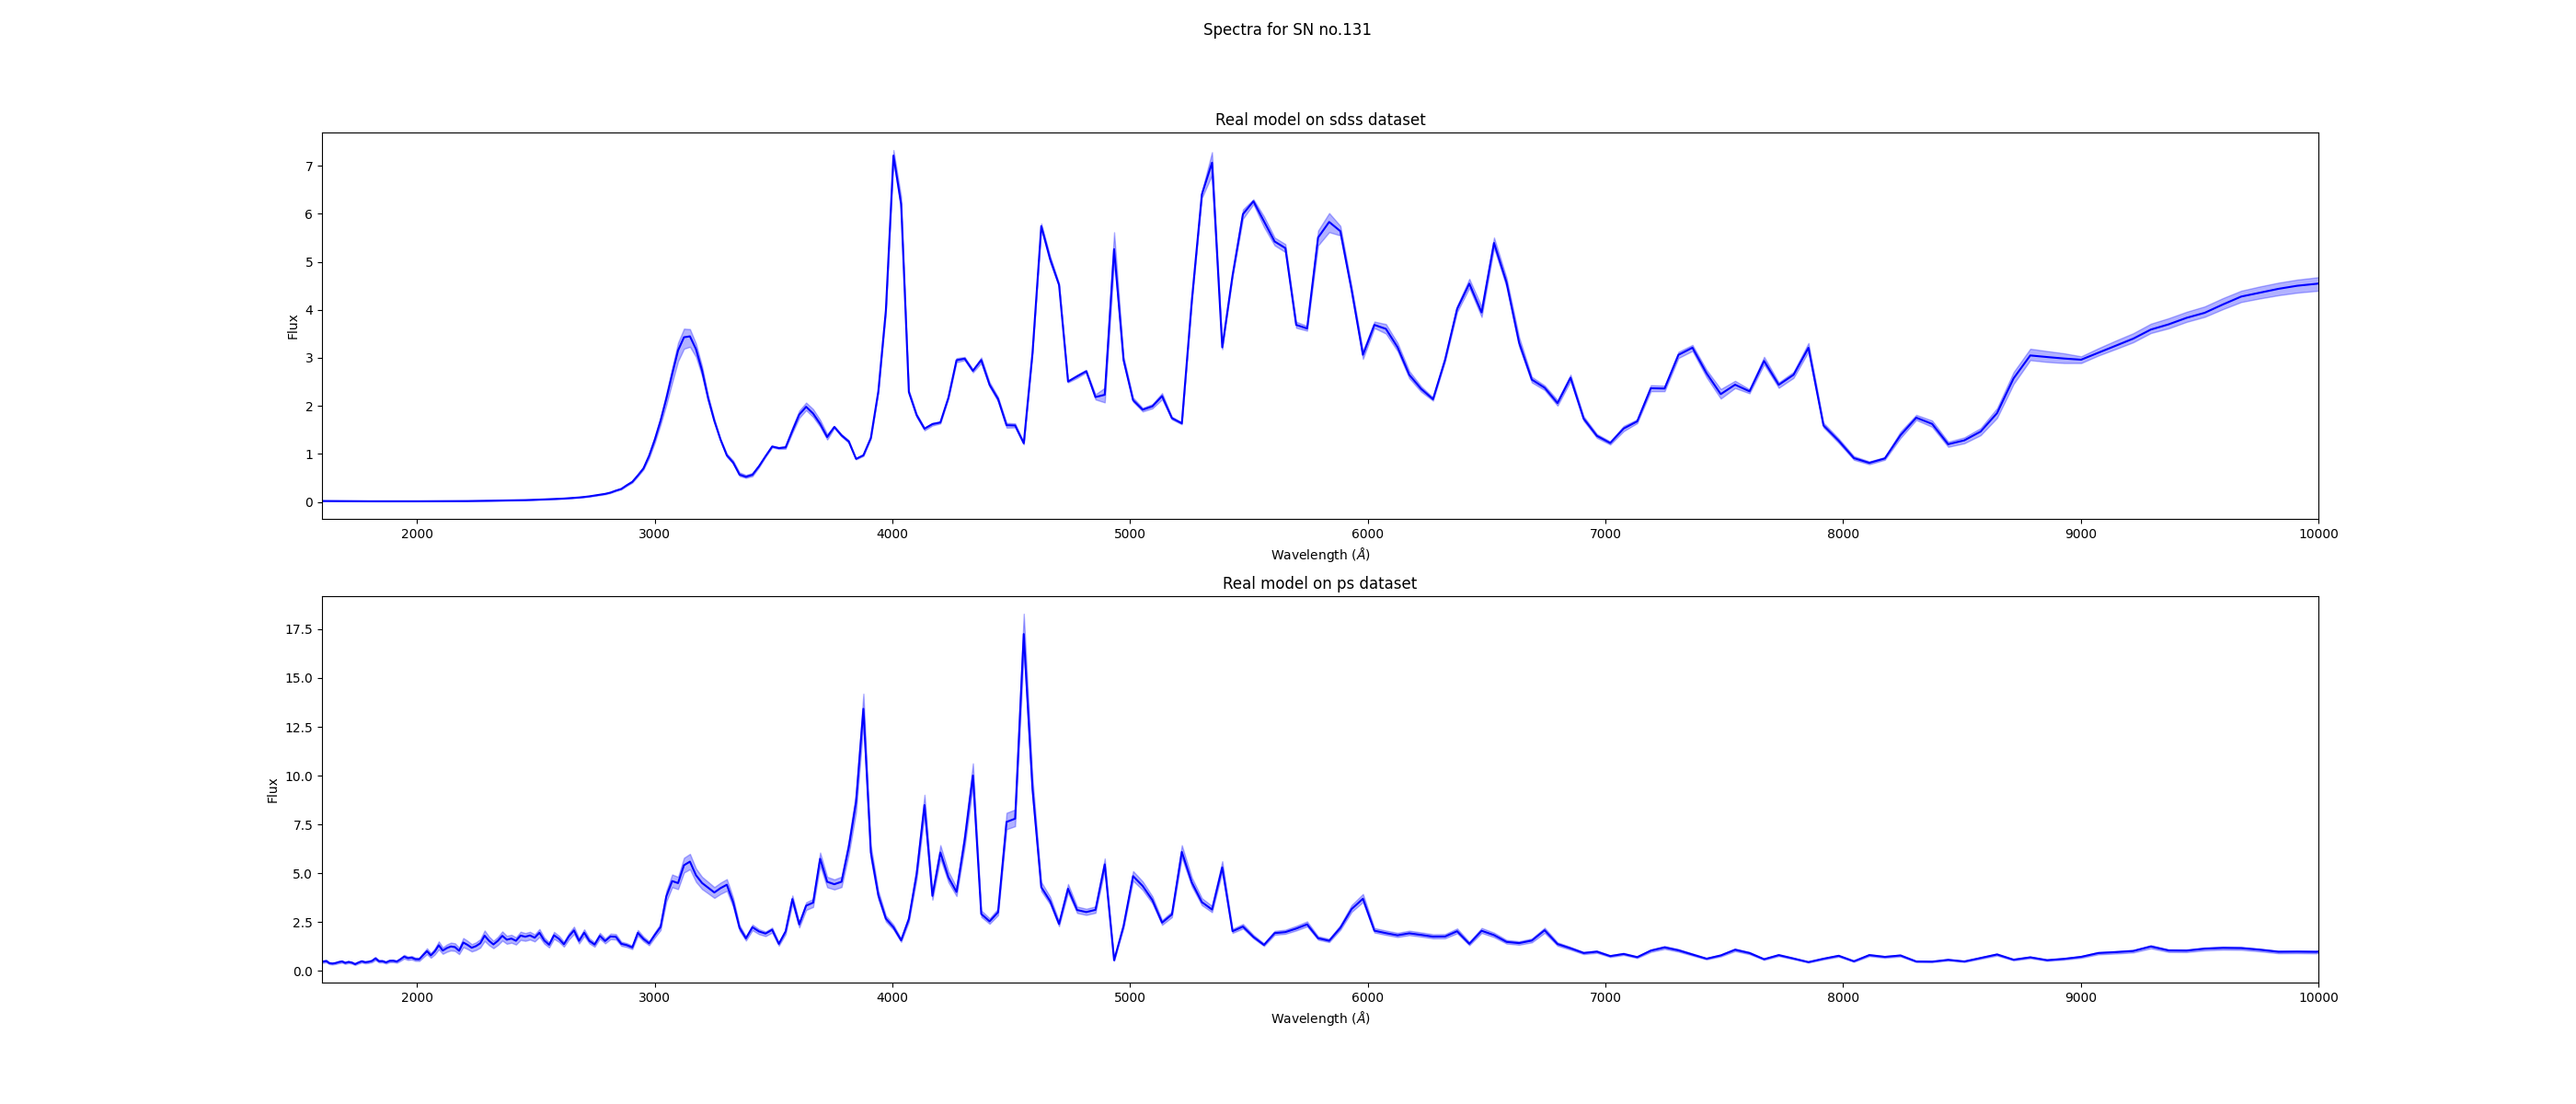 Spectra for SN no.131
Real model on sdss dataset
7
6
5
4
3
2
1
0
Flux
2000 3000 4000 5000 6000 7000 8000 9000 10000
Wavelength (Å)
Real model on ps dataset
17.5
15.0
12.5
10.0
7.5
5.0
2.5
0.0
Flux
2000 3000 4000 5000 6000 7000 8000 9000 10000
Wavelength (Å)